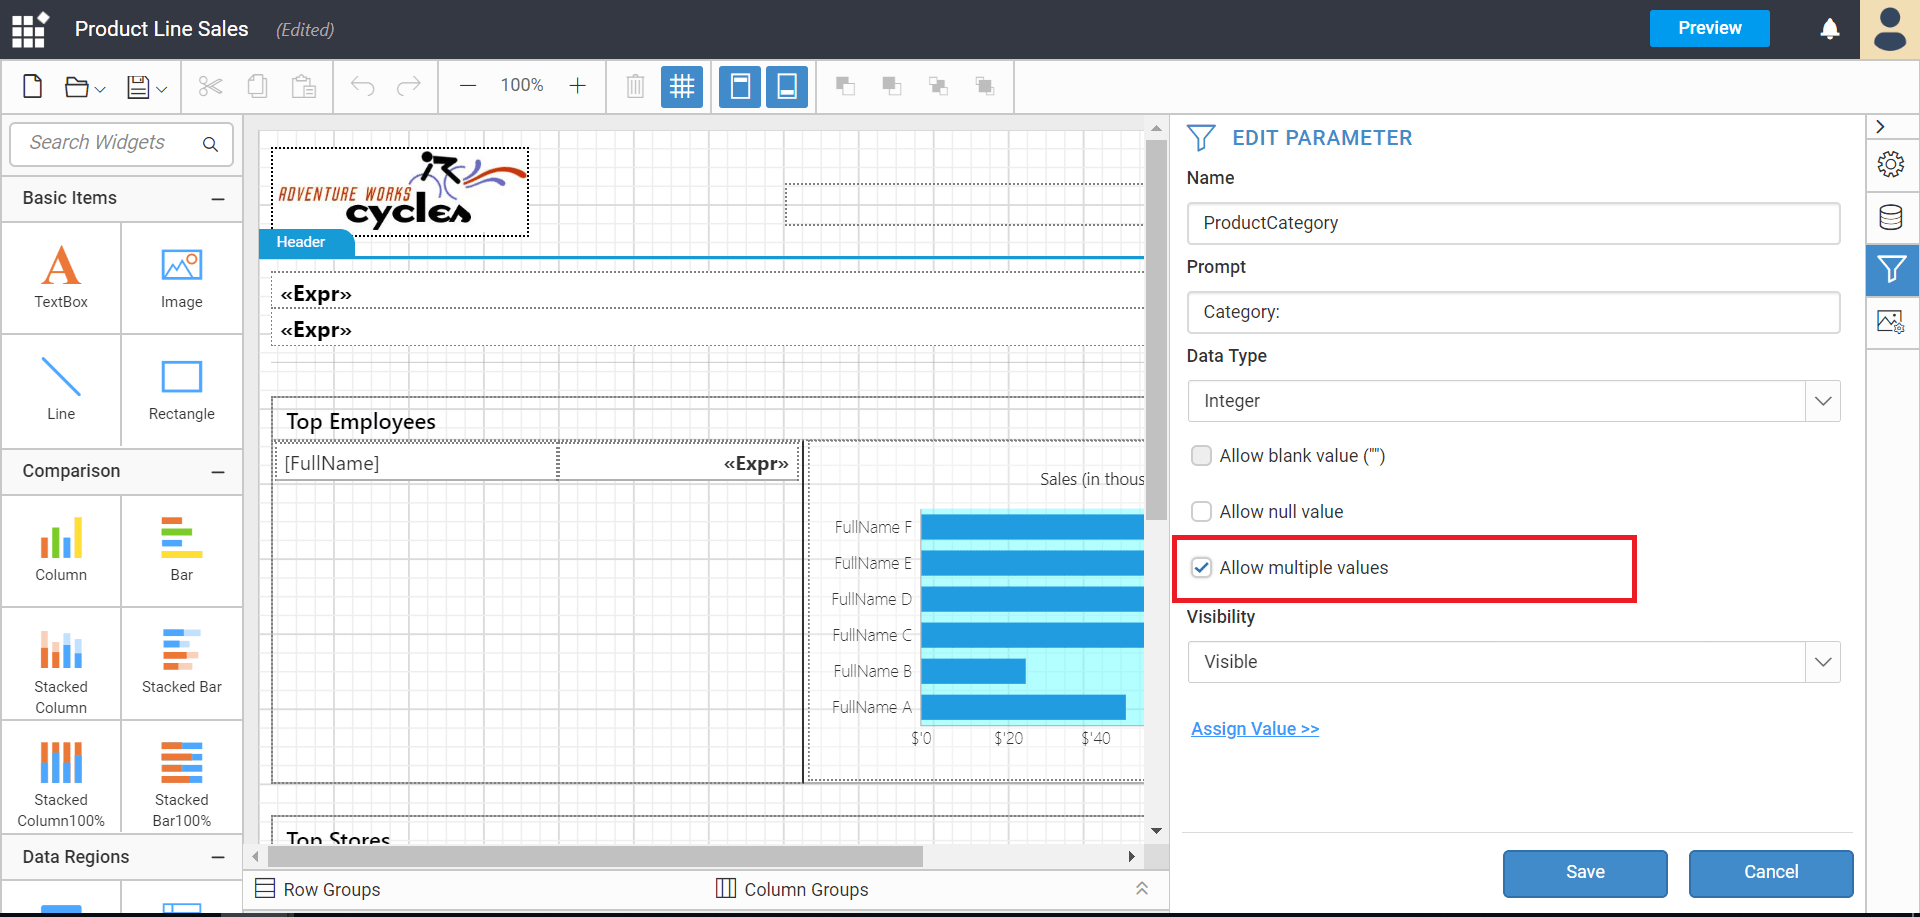 Product Line Sales (Edited)
Preview
100%
Search Widgets
Basic Items
TextBox
Image
Line
Rectangle
Comparison
Column
Bar
Stacked
Column
Stacked Bar
Stacked
Column100%
Stacked
Bar100%
Data Regions
ADVENTURE WORKS
cycles
Header
«Expr»
«Expr»
Top Employees
[FullName]
«Expr»
Sales (in thous
FullName F
FullName E
FullName D
FullName C
FullName B
FullName A
$'0
$'20
$'40
Top Stores
Row Groups
Column Groups
EDIT PARAMETER
Name
ProductCategory
Prompt
Category:
Data Type
Integer
Allow blank value ("")
Allow null value
Allow multiple values
Visibility
Visible
Assign Value >>
Save
Cancel